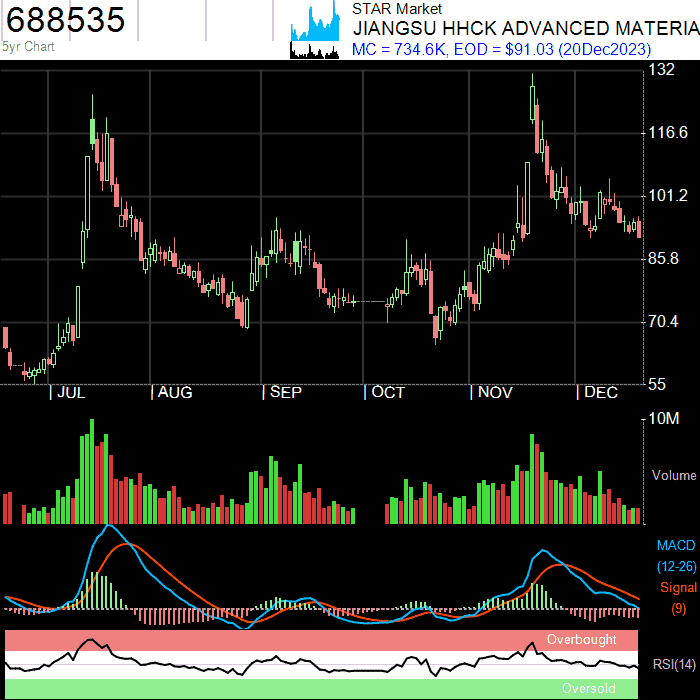 688535
5yr Chart
STAR Market
JIANGSU HHCK ADVANCED MATERIA
MC = 734.6K, EOD = $91.03 (20Dec2023)
132
116.6
101.2
85.8
70.4
55
JUL AUG SEP OCT NOV DEC
10M
Volume
MACD
(12-26)
Signal
(9)
Overbought
RSI(14)
Oversold